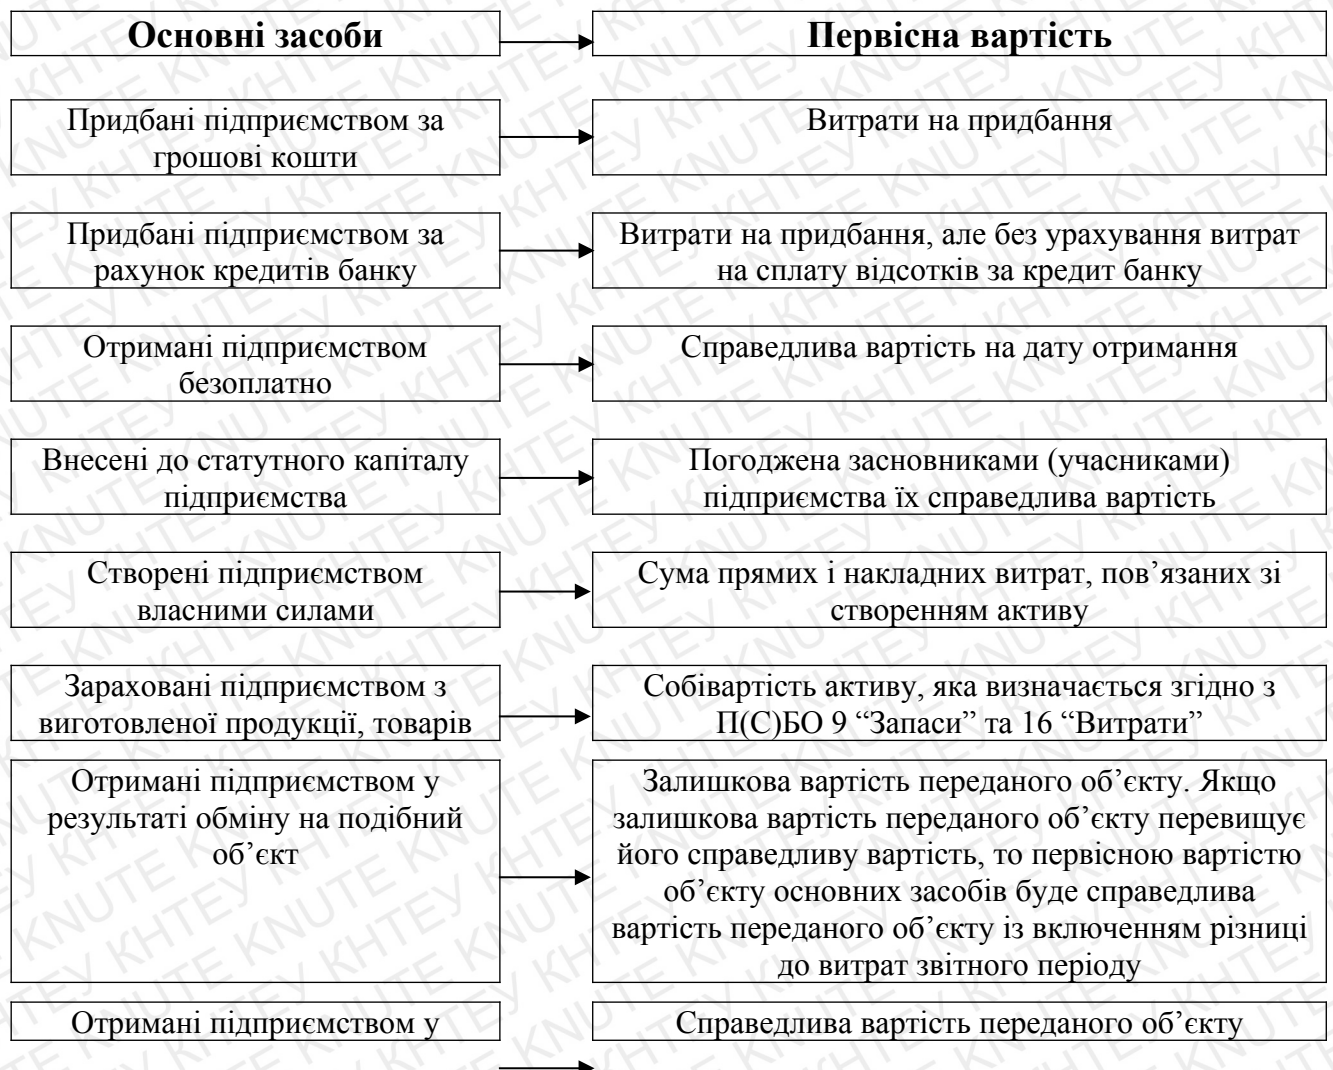 Основні засоби
Первісна вартість
Придбані підприємством за
грошові кошти
Витрати на придбання
Придбані підприємством за
рахунок кредитів банку
Витрати на придбання, але без урахування витрат
на сплату відсотків за кредит банку
Отримані підприємством
безоплатно
Справедлива вартість на дату отримання
Внесені до статутного капіталу
підприємства
Погоджена засновниками (учасниками)
підприємства їх справедлива вартість
Створені підприємством
власними силами
Сума прямих і накладних витрат, пов’язаних зі
створенням активу
Зараховані підприємством з
виготовленої продукції, товарів
Собівартість активу, яка визначається згідно з
П(С)БО 9 “Запаси” та 16 “Витрати”
Отримані підприємством у
результаті обміну на подібний
об’єкт
Залишкова вартість переданого об’єкту. Якщо
залишкова вартість переданого об’єкту перевищує
його справедливу вартість, то первісною вартістю
об’єкту основних засобів буде справедлива
вартість переданого об’єкту із включенням різниці
до витрат звітного періоду
Отримані підприємством у
Справедлива вартість переданого об’єкту